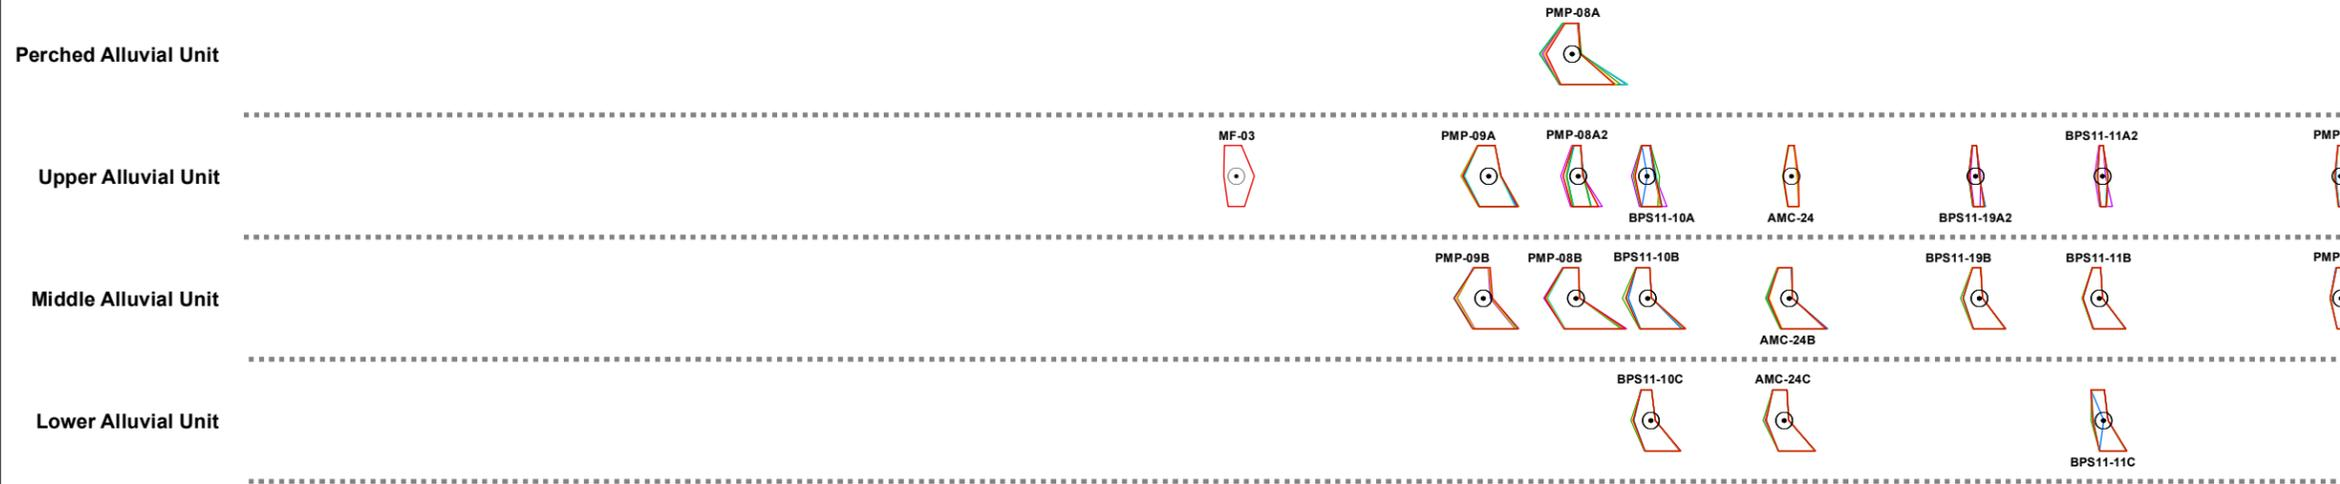 PMP-08A
Perched Alluvial Unit
MF-03
PMP-09A
PMP-08A2
BPS11-11A2
PMP
Upper Alluvial Unit
BPS11-10A
AMC-24
BPS11-19A2
PMP-09B
PMP-08B
BPS11-10B
BPS11-19B
BPS11-11B
PMP
Middle Alluvial Unit
AMC-24B
BPS11-10C
AMC-24C
Lower Alluvial Unit
BPS11-11C